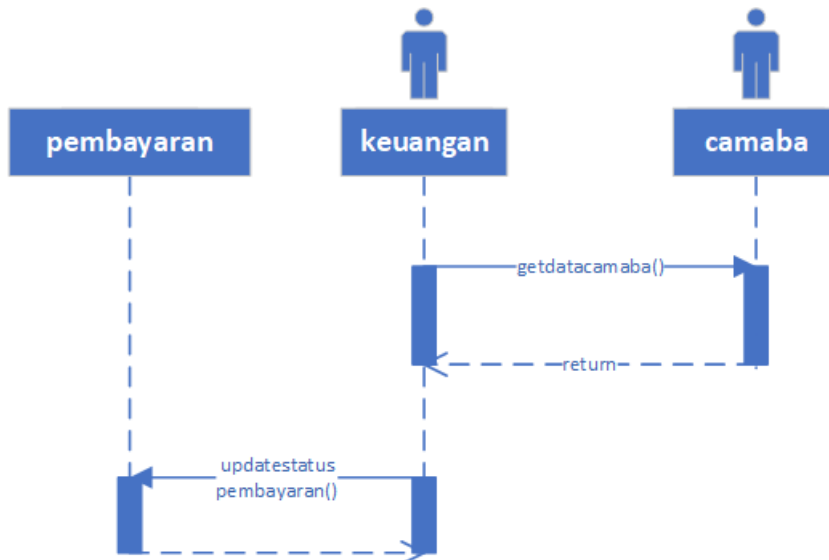 pembayaran
keuangan
camaba
getdatacamaba()
return
updatestatus
pembayaran()